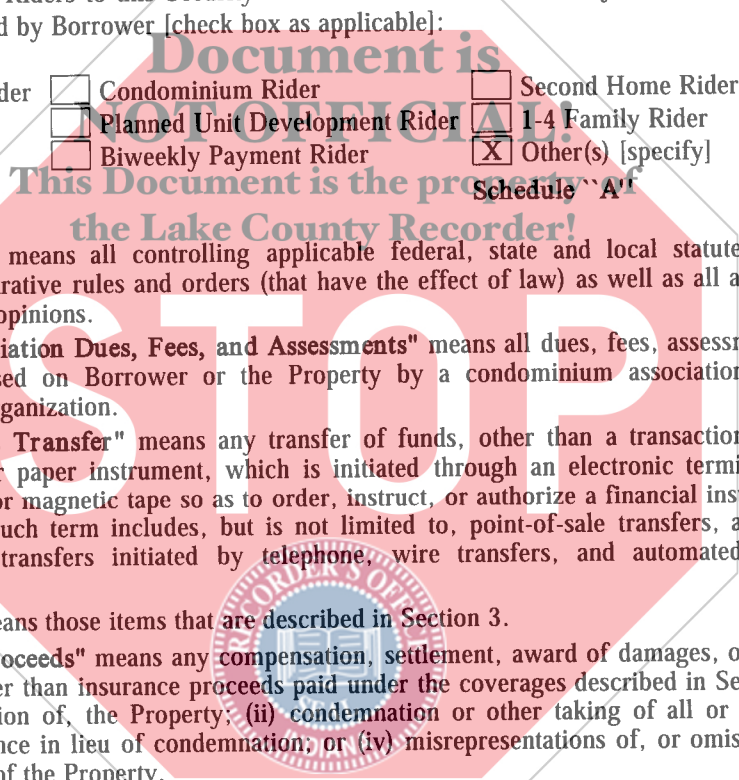 d by Borrower [check box as applicable]:
Document is
der Condominium Rider Second Home Rider
NOT OFFICIAL!
Planned Unit Development Rider 1-4 Family Rider
Biweekly Payment Rider X Other(s) [specify]
This Document is the property of
Schedule ``A''
the Lake County Recorder!
means all controlling applicable federal, state and local statute
rative rules and orders (that have the effect of law) as well as all a
opinions.
iation Dues, Fees, and Assessments" means all dues, fees, assessm
sed on Borrower or the Property by a condominium association
ganization.
Transfer" means any transfer of funds, other than a transaction
r paper instrument, which is initiated through an electronic termi
or magnetic tape so as to order, instruct, or authorize a financial ins
uch term includes, but is not limited to, point-of-sale transfers, a
transfers initiated by telephone, wire transfers, and automated
STOP
eans those items that are described in Section 3.
RECORDER'S OFFICE
oceeds" means any compensation, settlement, award of damages, o
er than insurance proceeds paid under the coverages described in Se
SEAL
ion of, the Property; (ii) condemnation or other taking of all or
nce in lieu of condemnation; or (iv) misrepresentations of, or omis
of the Property.